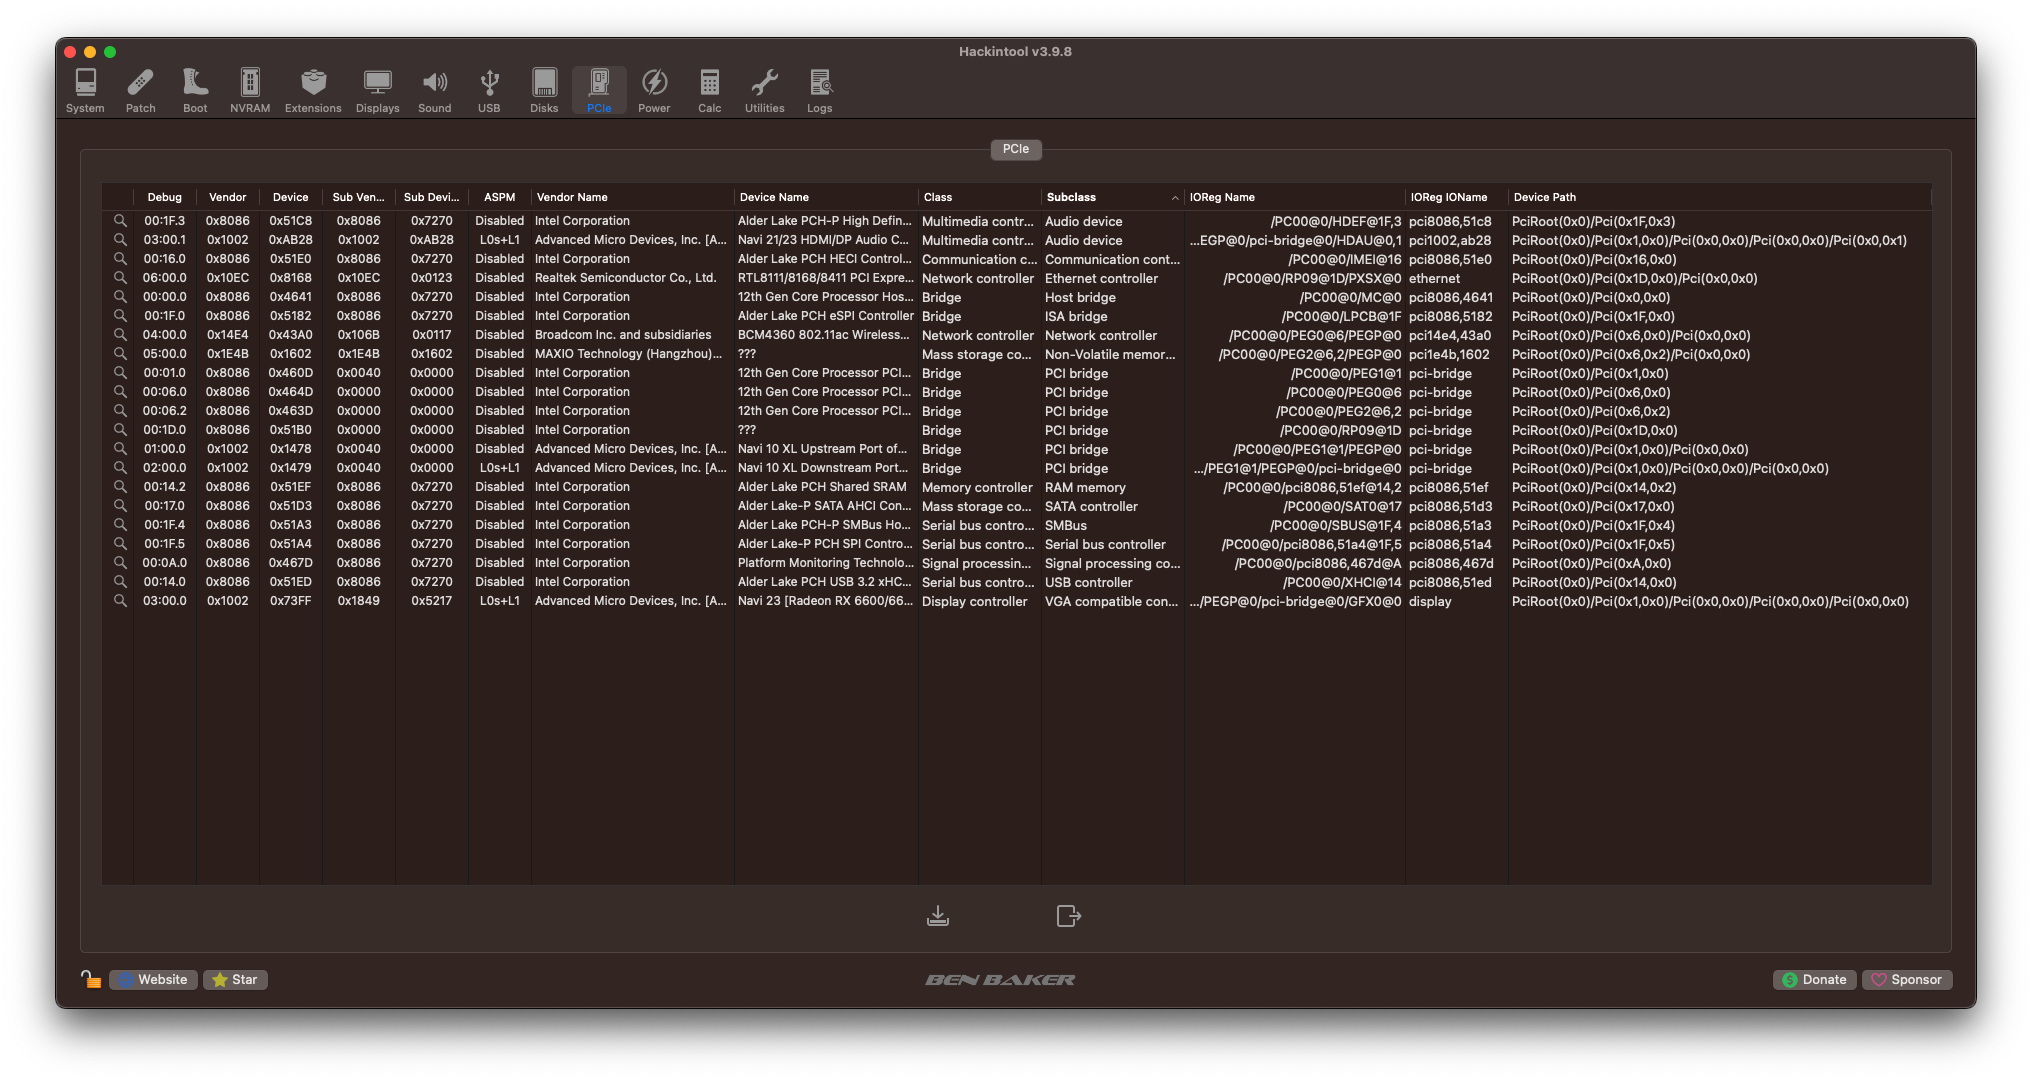 Hackintool v3.9.8
System Patch Boot NVRAM Extensions Displays Sound USB Disks PCIe Power Calc Utilities Logs
PCIe
Debug Vendor Device Sub Ven... Sub Devi... ASPM Vendor Name Device Name Class Subclass IOReg Name IOReg IOName Device Path
00:1F.3 0x8086 0x51C8 0x8086 0x7270 Disabled Intel Corporation Alder Lake PCH-P High Defin... Multimedia contr... Audio device /PC00@0/HDEF@1F,3 pci8086,51c8 PciRoot(0x0)/Pci(0x1F,0x3)
03:00.1 0x1002 0xAB28 0x1002 0xAB28 L0s+L1 Advanced Micro Devices, Inc. [A... Navi 21/23 HDMI/DP Audio C... Multimedia contr... Audio device ...EGP@0/pci-bridge@0/HDAU@0,1 pci1002,ab28 PciRoot(0x0)/Pci(0x1,0x0)/Pci(0x0,0x0)/Pci(0x0,0x0)/Pci(0x0,0x1)
00:16.0 0x8086 0x51E0 0x8086 0x7270 Disabled Intel Corporation Alder Lake PCH HECI Control... Communication c... Communication cont... /PC00@0/IMEI@16 pci8086,51e0 PciRoot(0x0)/Pci(0x16,0x0)
06:00.0 0x10EC 0x8168 0x10EC 0x0123 Disabled Realtek Semiconductor Co., Ltd. RTL8111/8168/8411 PCI Expre... Network controller Ethernet controller /PC00@0/RP09@1D/PXSX@0 ethernet PciRoot(0x0)/Pci(0x1D,0x0)/Pci(0x0,0x0)
00:00.0 0x8086 0x4641 0x8086 0x7270 Disabled Intel Corporation 12th Gen Core Processor Hos... Bridge Host bridge /PC00@0/MC@0 pci8086,4641 PciRoot(0x0)/Pci(0x0,0x0)
00:1F.0 0x8086 0x5182 0x8086 0x7270 Disabled Intel Corporation Alder Lake PCH eSPI Controller Bridge ISA bridge /PC00@0/LPCB@1F pci8086,5182 PciRoot(0x0)/Pci(0x1F,0x0)
04:00.0 0x14E4 0x43A0 0x106B 0x0117 Disabled Broadcom Inc. and subsidiaries BCM4360 802.11ac Wireless... Network controller Network controller /PC00@0/PEG0@6/PEGP@0 pci14e4,43a0 PciRoot(0x0)/Pci(0x6,0x0)/Pci(0x0,0x0)
05:00.0 0x1E4B 0x1602 0x1E4B 0x1602 Disabled MAXIO Technology (Hangzhou)... ??? Mass storage co... Non-Volatile memor... /PC00@0/PEG2@6,2/PEGP@0 pci1e4b,1602 PciRoot(0x0)/Pci(0x6,0x2)/Pci(0x0,0x0)
00:01.0 0x8086 0x460D 0x0040 0x0000 Disabled Intel Corporation 12th Gen Core Processor PCI... Bridge PCI bridge /PC00@0/PEG1@1 pci-bridge PciRoot(0x0)/Pci(0x1,0x0)
00:06.0 0x8086 0x464D 0x0000 0x0000 Disabled Intel Corporation 12th Gen Core Processor PCI... Bridge PCI bridge /PC00@0/PEG0@6 pci-bridge PciRoot(0x0)/Pci(0x6,0x0)
00:06.2 0x8086 0x463D 0x0000 0x0000 Disabled Intel Corporation 12th Gen Core Processor PCI... Bridge PCI bridge /PC00@0/PEG2@6,2 pci-bridge PciRoot(0x0)/Pci(0x6,0x2)
00:1D.0 0x8086 0x51B0 0x0000 0x0000 Disabled Intel Corporation ??? Bridge PCI bridge /PC00@0/RP09@1D pci-bridge PciRoot(0x0)/Pci(0x1D,0x0)
01:00.0 0x1002 0x1478 0x0040 0x0000 Disabled Advanced Micro Devices, Inc. [A... Navi 10 XL Upstream Port of... Bridge PCI bridge /PC00@0/PEG1@1/PEGP@0 pci-bridge PciRoot(0x0)/Pci(0x1,0x0)/Pci(0x0,0x0)
02:00.0 0x1002 0x1479 0x0040 0x0000 L0s+L1 Advanced Micro Devices, Inc. [A... Navi 10 XL Downstream Port... Bridge PCI bridge .../PEG1@1/PEGP@0/pci-bridge@0 pci-bridge PciRoot(0x0)/Pci(0x1,0x0)/Pci(0x0,0x0)/Pci(0x0,0x0)
00:14.2 0x8086 0x51EF 0x8086 0x7270 Disabled Intel Corporation Alder Lake PCH Shared SRAM Memory controller RAM memory /PC00@0/pci8086,51ef@14,2 pci8086,51ef PciRoot(0x0)/Pci(0x14,0x2)
00:17.0 0x8086 0x51D3 0x8086 0x7270 Disabled Intel Corporation Alder Lake-P SATA AHCI Con... Mass storage co... SATA controller /PC00@0/SAT0@17 pci8086,51d3 PciRoot(0x0)/Pci(0x17,0x0)
00:1F.4 0x8086 0x51A3 0x8086 0x7270 Disabled Intel Corporation Alder Lake PCH-P SMBus Ho... Serial bus contro... SMBus /PC00@0/SBUS@1F,4 pci8086,51a3 PciRoot(0x0)/Pci(0x1F,0x4)
00:1F.5 0x8086 0x51A4 0x8086 0x7270 Disabled Intel Corporation Alder Lake-P PCH SPI Contro... Serial bus contro... Serial bus controller /PC00@0/pci8086,51a4@1F,5 pci8086,51a4 PciRoot(0x0)/Pci(0x1F,0x5)
00:0A.0 0x8086 0x467D 0x8086 0x7270 Disabled Intel Corporation Platform Monitoring Technolo... Signal processin... Signal processing co... /PC00@0/pci8086,467d@A pci8086,467d PciRoot(0x0)/Pci(0xA,0x0)
00:14.0 0x8086 0x51ED 0x8086 0x7270 Disabled Intel Corporation Alder Lake PCH USB 3.2 xHC... Serial bus contro... USB controller /PC00@0/XHCI@14 pci8086,51ed PciRoot(0x0)/Pci(0x14,0x0)
03:00.0 0x1002 0x73FF 0x1849 0x5217 L0s+L1 Advanced Micro Devices, Inc. [A... Navi 23 [Radeon RX 6600/66... Display controller VGA compatible con... .../PEGP@0/pci-bridge@0/GFX0@0 display PciRoot(0x0)/Pci(0x1,0x0)/Pci(0x0,0x0)/Pci(0x0,0x0)/Pci(0x0,0x0)
Website Star BEN BAKER Donate Sponsor